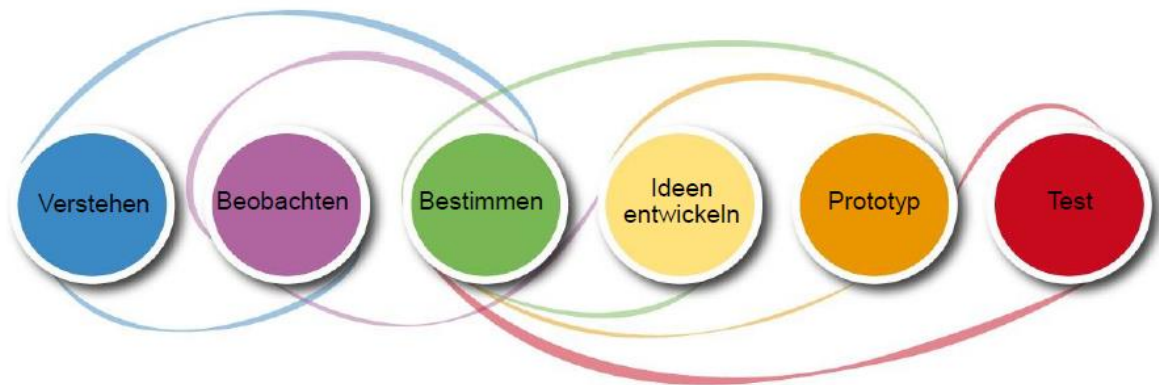 Verstehen
Beobachten
Bestimmen
Ideen
entwickeln
Prototyp
Test